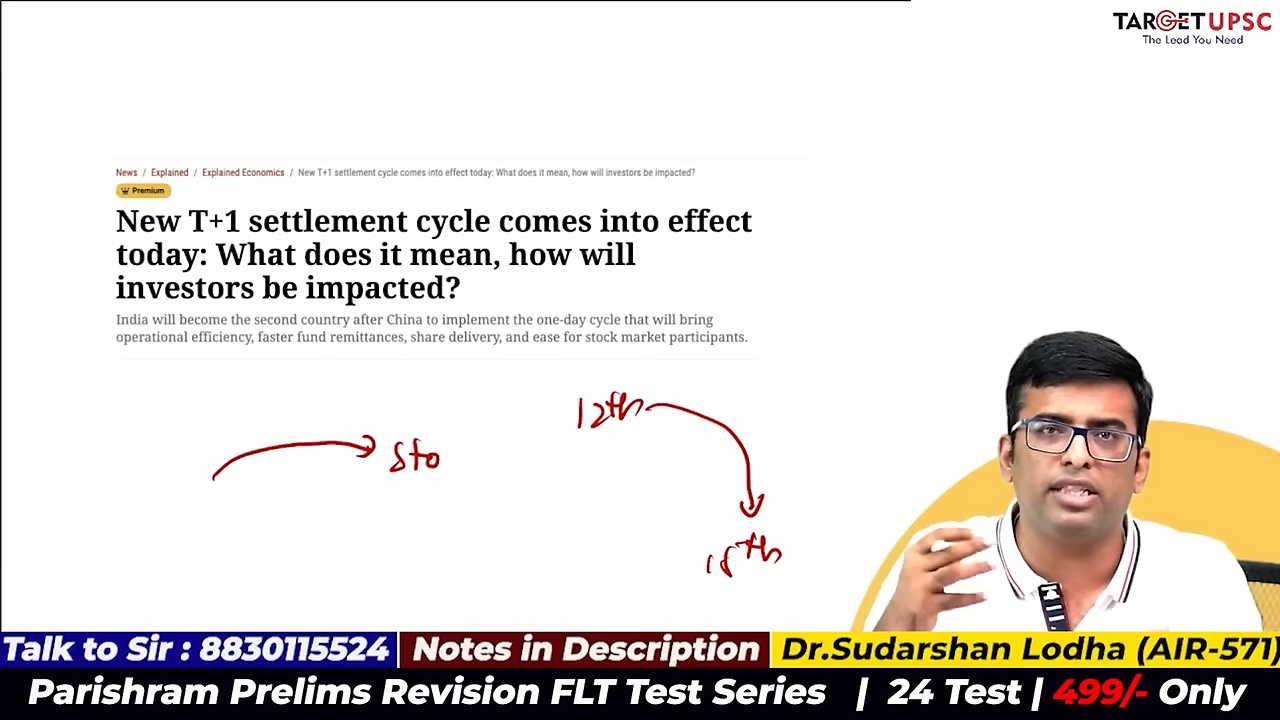 TARGETUPSC
The Lead You Need
News / Explained / Explained Economics / New T+1 settlement cycle comes into effect today: What does it mean, how will investors be impacted?
Premium
New T+1 settlement cycle comes into effect
today: What does it mean, how will
investors be impacted?
India will become the second country after China to implement the one-day cycle that will bring
operational efficiency, faster fund remittances, share delivery, and ease for stock market participants.
12th
sto
Talk to Sir : 8830115524 Notes in Description Dr.Sudarshan Lodha (AIR-571)
Parishram Prelims Revision FLT Test Series | 24 Test | 499/- Only